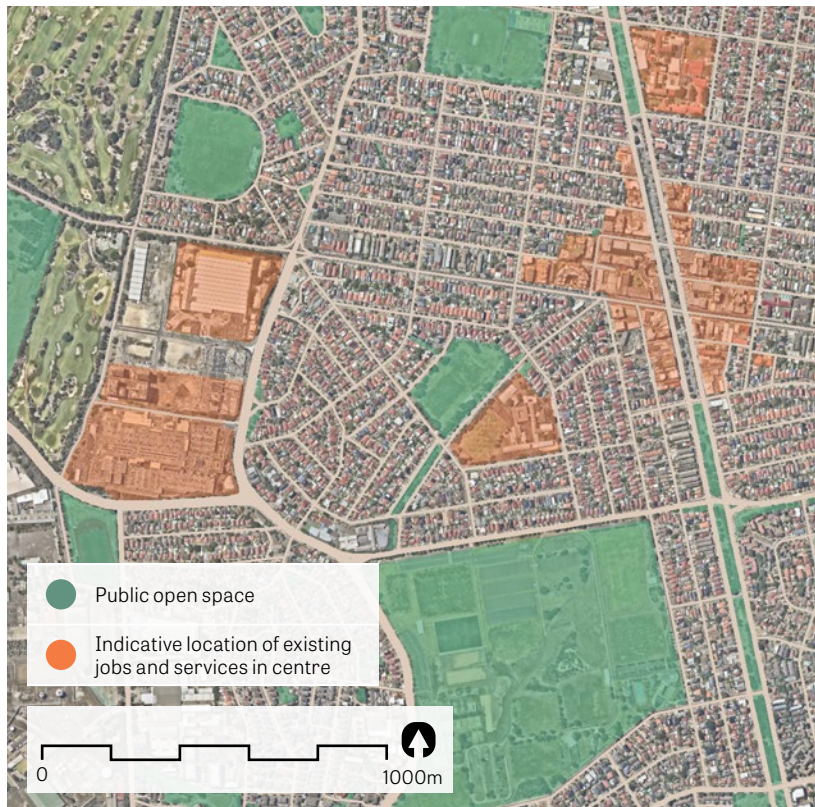 Public open space
Indicative location of existing
jobs and services in centre
0
1000m